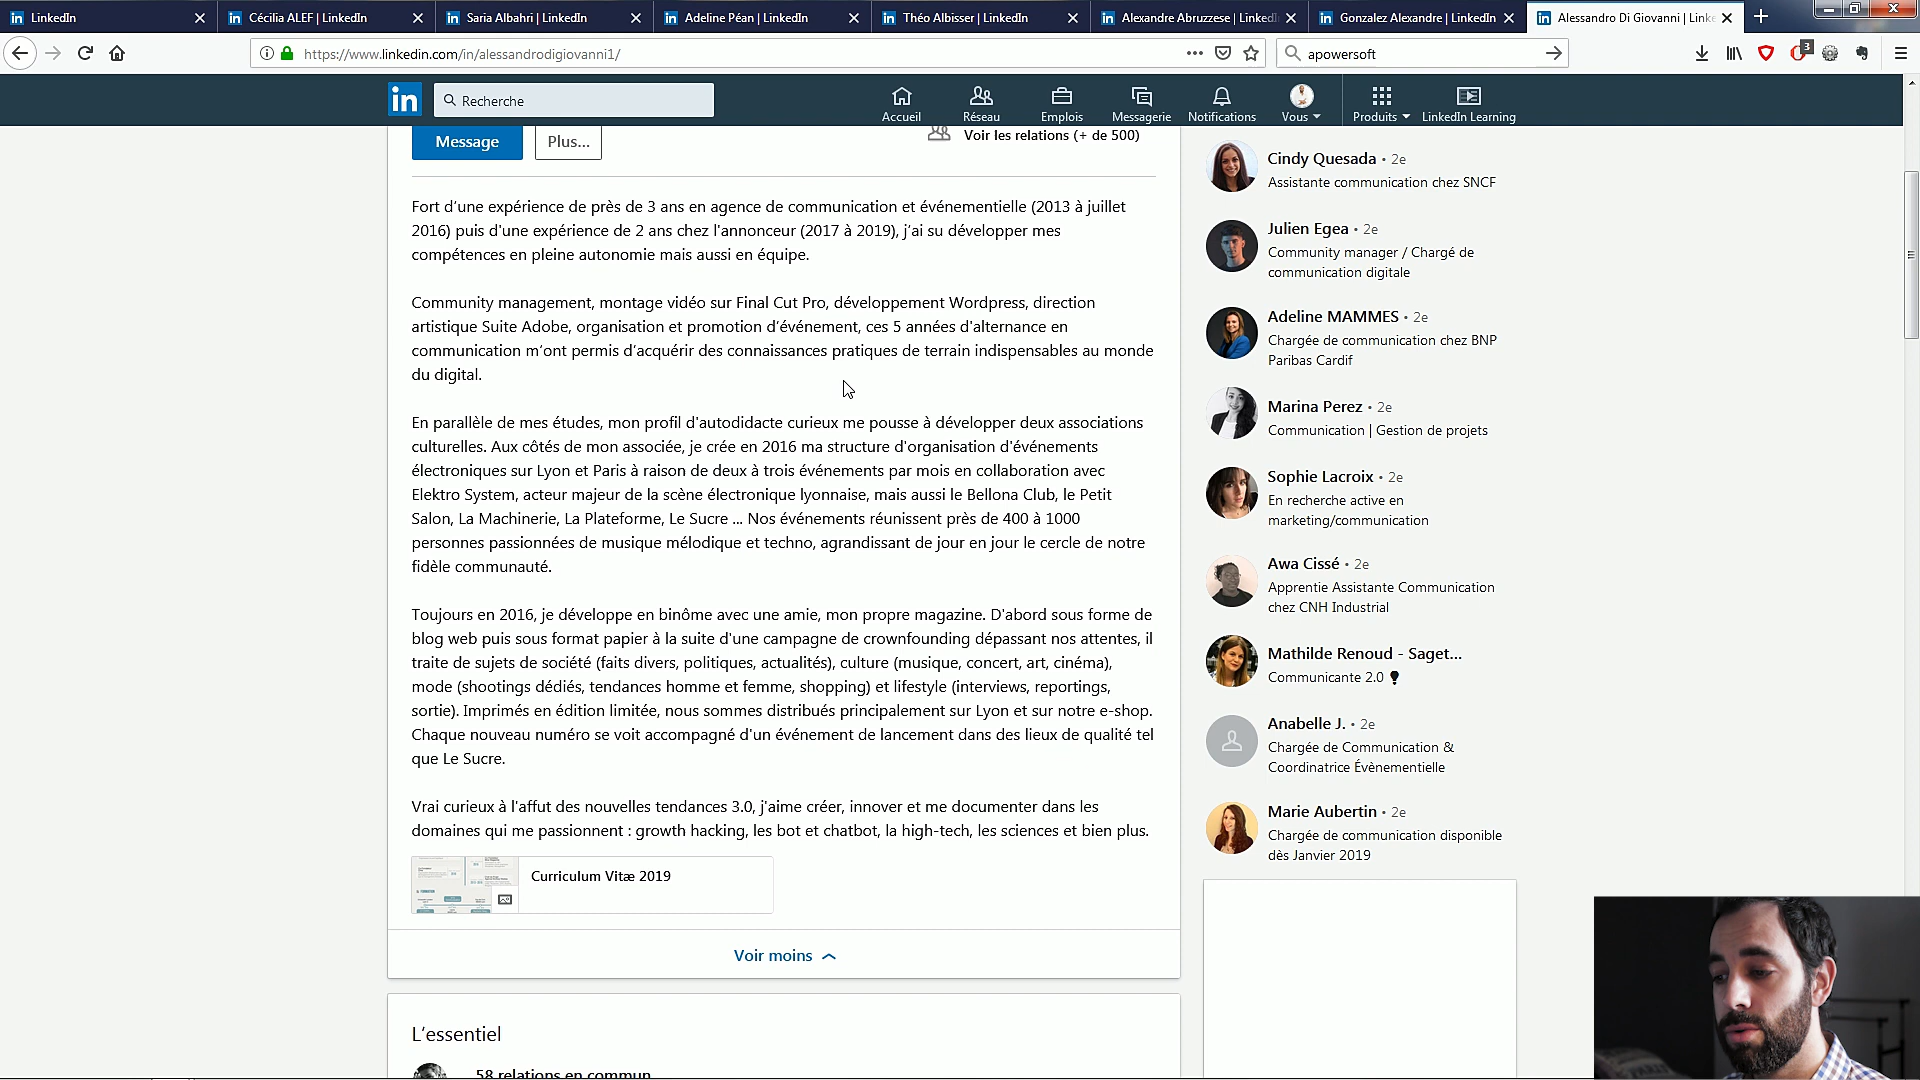 LinkedIn
Cécilia ALEF | LinkedIn
Saria Albahri | LinkedIn
Adeline Péan | LinkedIn
Théo Albisser | LinkedIn
Alexandre Abruzzese | LinkedIn
Gonzalez Alexandre | LinkedIn
Alessandro Di Giovanni | Linke
https://www.linkedin.com/in/alessandrodigiovanni1/
apowersoft
3
in
Recherche
Accueil
Réseau
Emplois
Messagerie
Notifications
Vous
Produits
LinkedIn Learning
Message
Plus...
Voir les relations (+ de 500)
Fort d'une expérience de près de 3 ans en agence de communication et événementielle (2013 à juillet
2016) puis d'une expérience de 2 ans chez l'annonceur (2017 à 2019), j'ai su développer mes
compétences en pleine autonomie mais aussi en équipe.
Community management, montage vidéo sur Final Cut Pro, développement Wordpress, direction
artistique Suite Adobe, organisation et promotion d'événement, ces 5 années d'alternance en
communication m'ont permis d'acquérir des connaissances pratiques de terrain indispensables au monde
du digital.
En parallèle de mes études, mon profil d'autodidacte curieux me pousse à développer deux associations
culturelles. Aux côtés de mon associée, je crée en 2016 ma structure d'organisation d'événements
électroniques sur Lyon et Paris à raison de deux à trois événements par mois en collaboration avec
Elektro System, acteur majeur de la scène électronique lyonnaise, mais aussi le Bellona Club, le Petit
Salon, La Machinerie, La Plateforme, Le Sucre ... Nos événements réunissent près de 400 à 1000
personnes passionnées de musique mélodique et techno, agrandissant de jour en jour le cercle de notre
fidèle communauté.
Toujours en 2016, je développe en binôme avec une amie, mon propre magazine. D'abord sous forme de
blog web puis sous format papier à la suite d'une campagne de crownfounding dépassant nos attentes, il
traite de sujets de société (faits divers, politiques, actualités), culture (musique, concert, art, cinéma),
mode (shootings dédiés, tendances homme et femme, shopping) et lifestyle (interviews, reportings,
sortie). Imprimés en édition limitée, nous sommes distribués principalement sur Lyon et sur notre e-shop.
Chaque nouveau numéro se voit accompagné d'un événement de lancement dans des lieux de qualité tel
que Le Sucre.
Vrai curieux à l'affut des nouvelles tendances 3.0, j'aime créer, innover et me documenter dans les
domaines qui me passionnent : growth hacking, les bot et chatbot, la high-tech, les sciences et bien plus.
Curriculum Vitæ 2019
Voir moins
L'essentiel
58 relations en commun
Cindy Quesada • 2e
Assistante communication chez SNCF
Julien Egea • 2e
Community manager / Chargé de
communication digitale
Adeline MAMMES • 2e
Chargée de communication chez BNP
Paribas Cardif
Marina Perez • 2e
Communication | Gestion de projets
Sophie Lacroix • 2e
En recherche active en
marketing/communication
Awa Cissé • 2e
Apprentie Assistante Communication
chez CNH Industrial
Mathilde Renoud - Saget...
Communicante 2.0
Anabelle J. • 2e
Chargée de Communication &
Coordinatrice Évènementielle
Marie Aubertin • 2e
Chargée de communication disponible
dès Janvier 2019